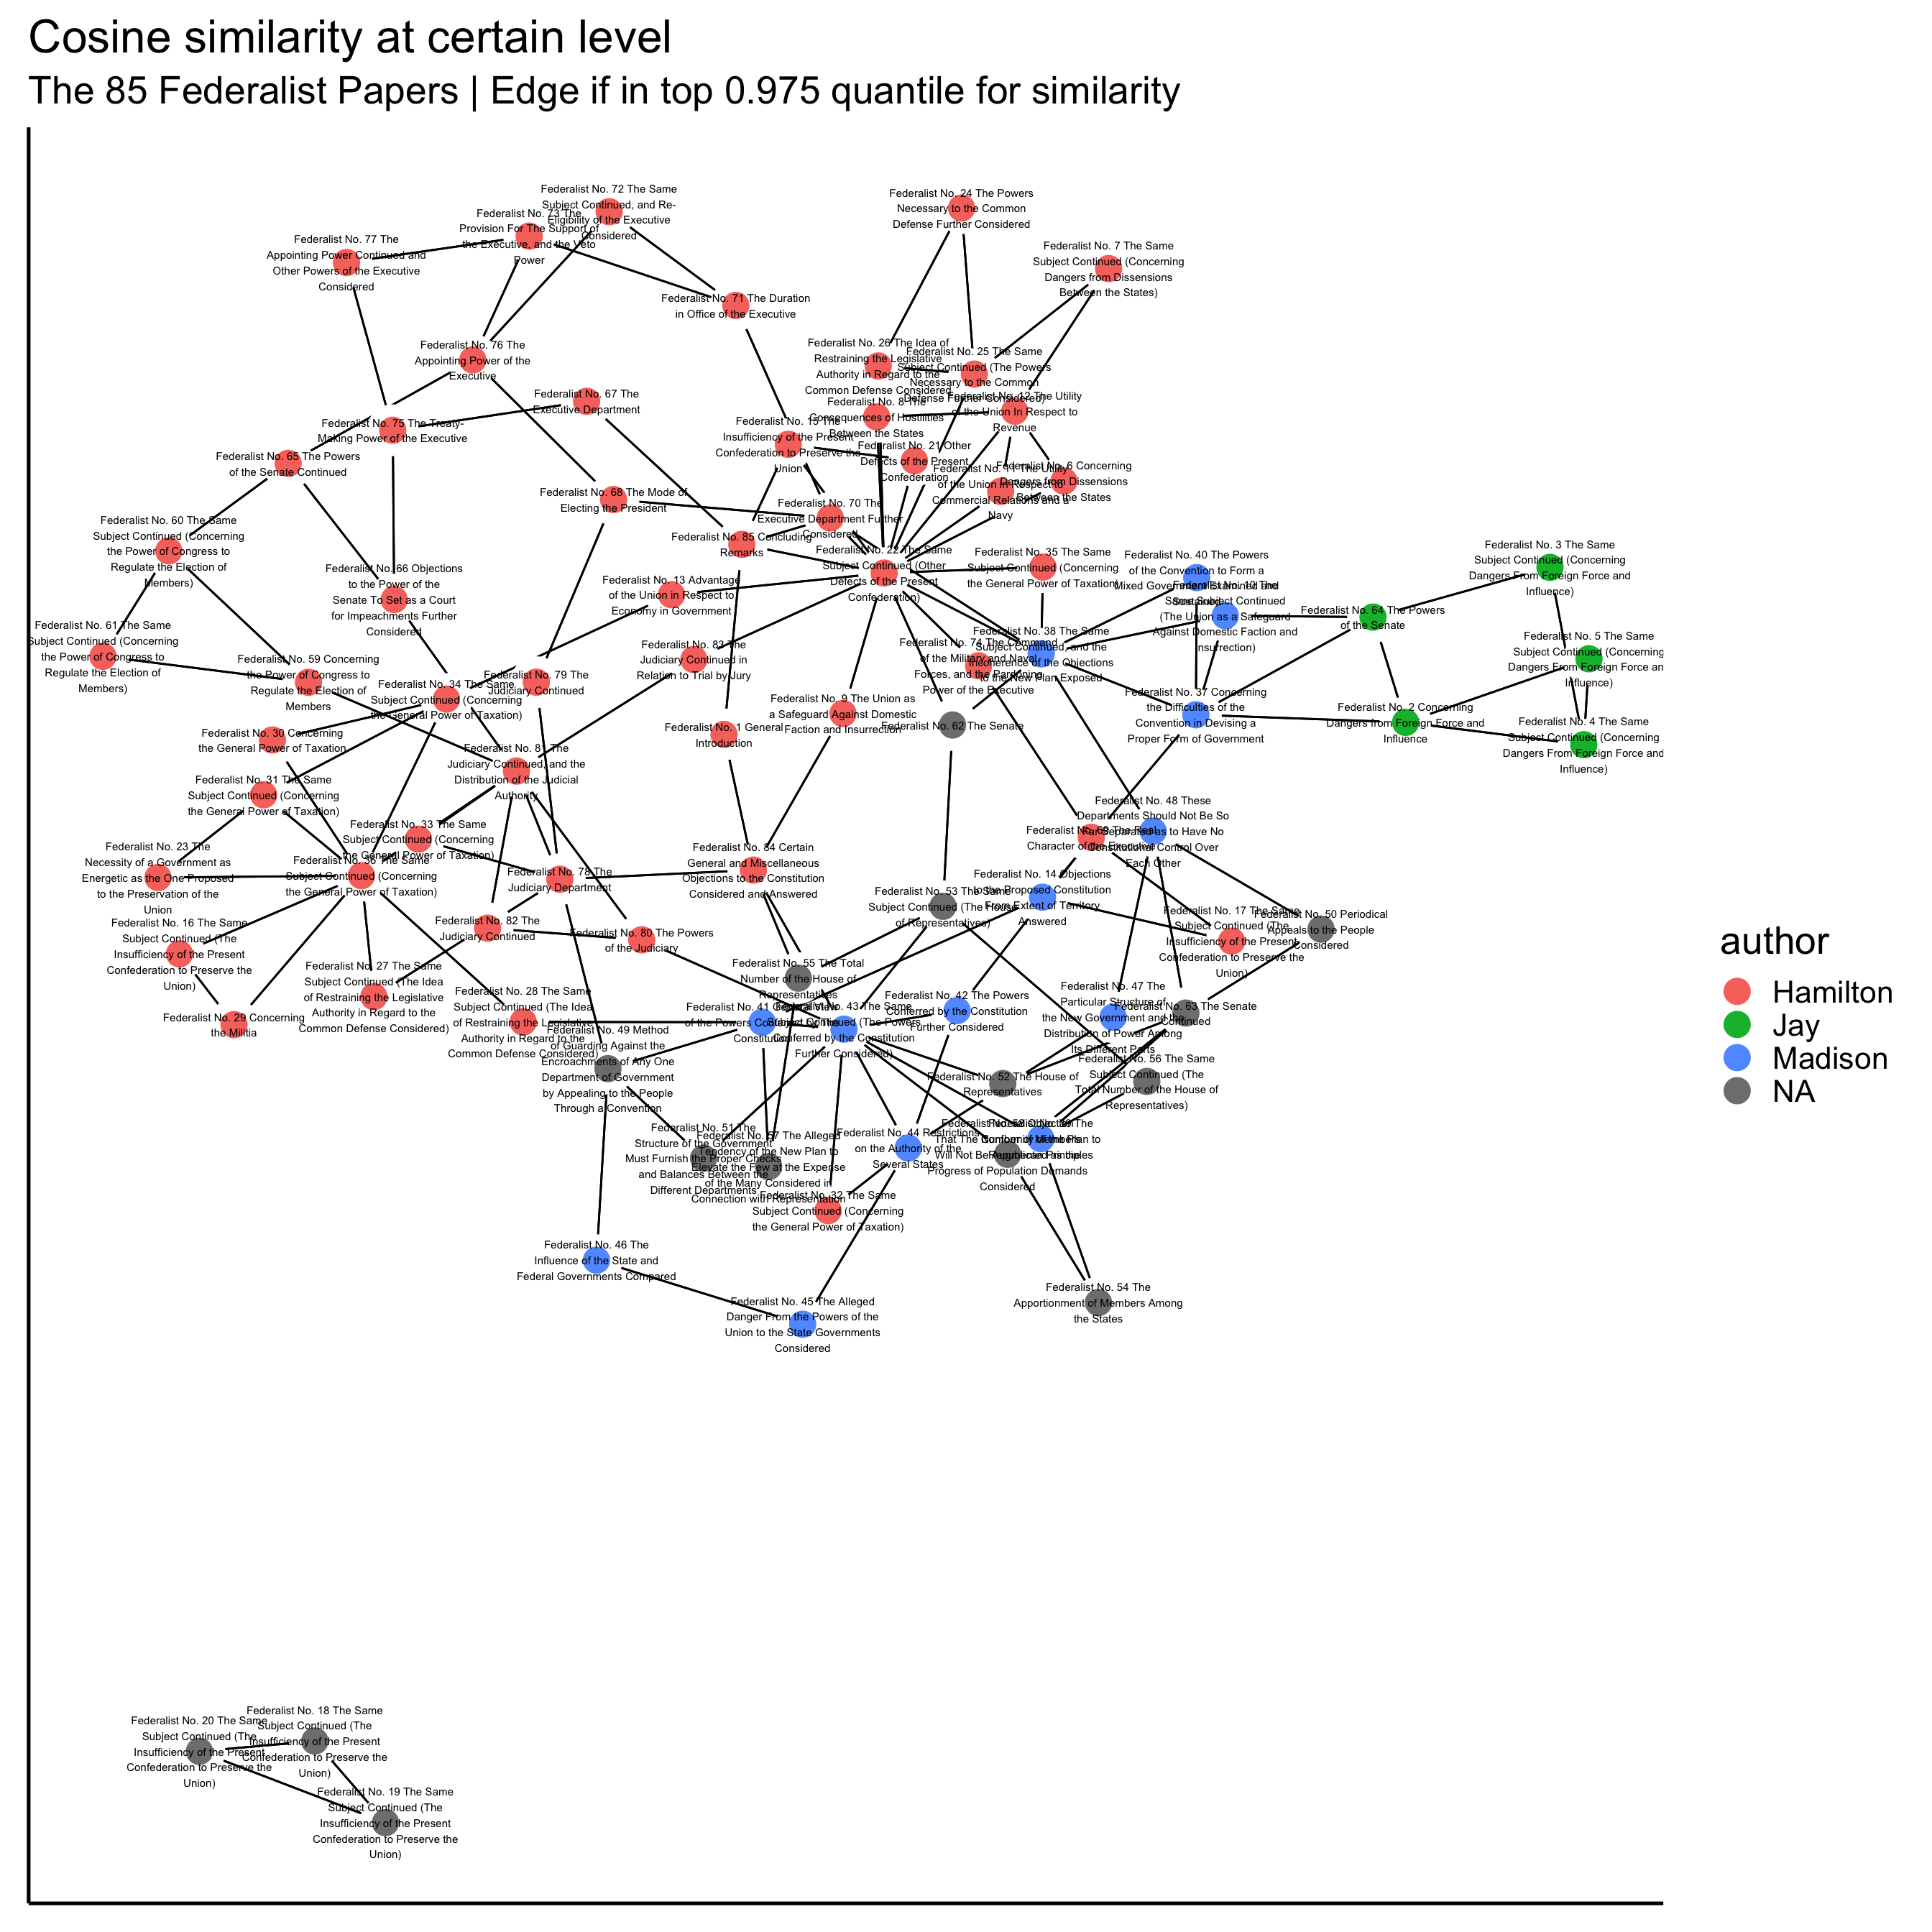 Cosine similarity at certain level
The 85 Federalist Papers | Edge if in top 0.975 quantile for similarity
Federalist No. 72 The Same
Subject Continued, and Re-
Eligibility of the Executive
Considered
Federalist No. 73 The
Provision For The Support of
the Executive, and the Veto
Power
Federalist No. 77 The
Appointing Power Continued and
Other Powers of the Executive
Considered
Federalist No. 24 The Powers
Necessary to the Common
Defense Further Considered
Federalist No. 7 The Same
Subject Continued (Concerning
Dangers from Dissensions
Between the States)
Federalist No. 71 The Duration
in Office of the Executive
Federalist No. 76 The
Appointing Power of the
Executive
Federalist No. 26 The Idea of
Restraining the Legislative
Authority in Regard to the
Common Defense Considered
Federalist No. 25 The Same
Subject Continued (The Powers
Necessary to the Common
Defense Further Considered)
Federalist No. 12 The Utility
of the Union In Respect to
Revenue
Federalist No. 8 The
Consequences of Hostilities
Between the States
Federalist No. 67 The
Executive Department
Federalist No. 75 The Treaty-
Making Power of the Executive
Federalist No. 15 The
Insufficiency of the Present
Confederation to Preserve the
Union
Federalist No. 21 Other
Defects of the Present
Confederation
Federalist No. 65 The Powers
of the Senate Continued
Federalist No. 11 The Utility
of the Union in Respect to
Commercial Relations and a
Navy
Federalist No. 6 Concerning
Dangers from Dissensions
Between the States
Federalist No. 68 The Mode of
Electing the President
Federalist No. 70 The
Executive Department Further
Considered
Federalist No. 85 Concluding
Remarks
Federalist No. 60 The Same
Subject Continued (Concerning
the Power of Congress to
Regulate the Election of
Members)
Federalist No. 66 Objections
to the Power of the
Senate To Set as a Court
for Impeachments Further
Considered
Federalist No. 22 The Same
Subject Continued (Other
Defects of the Present
Confederation)
Federalist No. 35 The Same
Subject Continued (Concerning
the General Power of Taxation)
Federalist No. 40 The Powers
of the Convention to Form a
Mixed Government Examined and
Sustained
Federalist No. 10 The
Same Subject Continued
(The Union as a Safeguard
Against Domestic Faction and
Insurrection)
Federalist No. 64 The Powers
of the Senate
Federalist No. 3 The Same
Subject Continued (Concerning
Dangers From Foreign Force and
Influence)
Federalist No. 13 Advantage
of the Union in Respect to
Economy in Government
Federalist No. 61 The Same
Subject Continued (Concerning
the Power of Congress to
Regulate the Election of
Members)
Federalist No. 59 Concerning
the Power of Congress to
Regulate the Election of
Members
Federalist No. 83 The
Judiciary Continued in
Relation to Trial by Jury
Federalist No. 74 The Command
of the Military and Naval
Forces, and the Pardoning
Power of the Executive
Federalist No. 38 The Same
Subject Continued, and the
Incoherence of the Objections
to the New Plan Exposed
Federalist No. 5 The Same
Subject Continued (Concerning
Dangers From Foreign Force an
Influence)
Federalist No. 79 The
Judiciary Continued
Federalist No. 34 The Same
Subject Continued (Concerning
the General Power of Taxation)
Federalist No. 9 The Union as
a Safeguard Against Domestic
Faction and Insurrection
Federalist No. 62 The Senate
Federalist No. 37 Concerning
the Difficulties of the
Convention in Devising a
Proper Form of Government
Federalist No. 2 Concerning
Dangers from Foreign Force and
Influence
Federalist No. 4 The Same
Subject Continued (Concerning
Dangers From Foreign Force and
Influence)
Federalist No. 1 General
Introduction
Federalist No. 30 Concerning
the General Power of Taxation
Federalist No. 81 The
Judiciary Continued, and the
Distribution of the Judicial
Authority
Federalist No. 31 The Same
Subject Continued (Concerning
the General Power of Taxation)
Federalist No. 33 The Same
Subject Continued (Concerning
the General Power of Taxation)
Federalist No. 23 The
Necessity of a Government as
Energetic as the One Proposed
to the Preservation of the
Union
Federalist No. 36 The Same
Subject Continued (Concerning
the General Power of Taxation)
Federalist No. 78 The
Judiciary Department
Federalist No. 84 Certain
General and Miscellaneous
Objections to the Constitution
Considered and Answered
Federalist No. 48 These
Departments Should Not Be So
Far Separated as to Have No
Constitutional Control Over
Each Other
Federalist No. 69 The Real
Character of the Executive
Federalist No. 14 Objections
to the Proposed Constitution
From Extent of Territory
Answered
Federalist No. 53 The Same
Subject Continued (The House
of Representatives)
Federalist No. 17 The Same
Subject Continued (The
Insufficiency of the Present
Confederation to Preserve the
Union)
Federalist No. 50 Periodical
Appeals to the People
Considered
Federalist No. 16 The Same
Subject Continued (The
Insufficiency of the Present
Confederation to Preserve the
Union)
Federalist No. 82 The
Judiciary Continued
Federalist No. 80 The Powers
of the Judiciary
Federalist No. 27 The Same
Subject Continued (The Idea
of Restraining the Legislative
Authority in Regard to the
Common Defense Considered)
Federalist No. 29 Concerning
the Militia
Federalist No. 28 The Same
Subject Continued (The Idea
of Restraining the Legislative
Authority in Regard to the
Common Defense Considered)
Federalist No. 55 The Total
Number of the House of
Representatives
Federalist No. 41 General View
of the Powers Conferred by The
Constitution
Federalist No. 43 The Same
Subject Continued (The Powers
Conferred by the Constitution
Further Considered)
Federalist No. 42 The Powers
Conferred by the Constitution
Further Considered
Federalist No. 47 The
Particular Structure of
the New Government and the
Distribution of Power Among
Its Different Parts
Federalist No. 63 The Senate
Continued
Federalist No. 49 Method
of Guarding Against the
Encroachments of Any One
Department of Government
by Appealing to the People
Through a Convention
Federalist No. 52 The House of
Representatives
Federalist No. 56 The Same
Subject Continued (The
Total Number of the House of
Representatives)
Federalist No. 51 The
Structure of the Government
Must Furnish the Proper Checks
and Balances Between the
Different Departments
Federalist No. 57 The Alleged
Tendency of the New Plan to
Elevate the Few at the Expense
of the Many Considered in
Connection with Representation
Federalist No. 44 Restrictions
on the Authority of the
Several States
That The
Will Not Be
Progress of Population Demands
Considered
The
Plan to
Principles
Federalist No. 32 The Same
Subject Continued (Concerning
the General Power of Taxation)
Federalist No. 46 The
Influence of the State and
Federal Governments Compared
Federalist No. 45 The Alleged
Danger From the Powers of the
Union to the State Governments
Considered
Federalist No. 54 The
Apportionment of Members Among
the States
Federalist No. 20 The Same
Subject Continued (The
Insufficiency of the Present
Confederation to Preserve the
Union)
Federalist No. 18 The Same
Subject Continued (The
Insufficiency of the Present
Confederation to Preserve the
Union)
Federalist No. 19 The Same
Subject Continued (The
Insufficiency of the Present
Confederation to Preserve the
Union)
author
Hamilton
Jay
Madison
NA